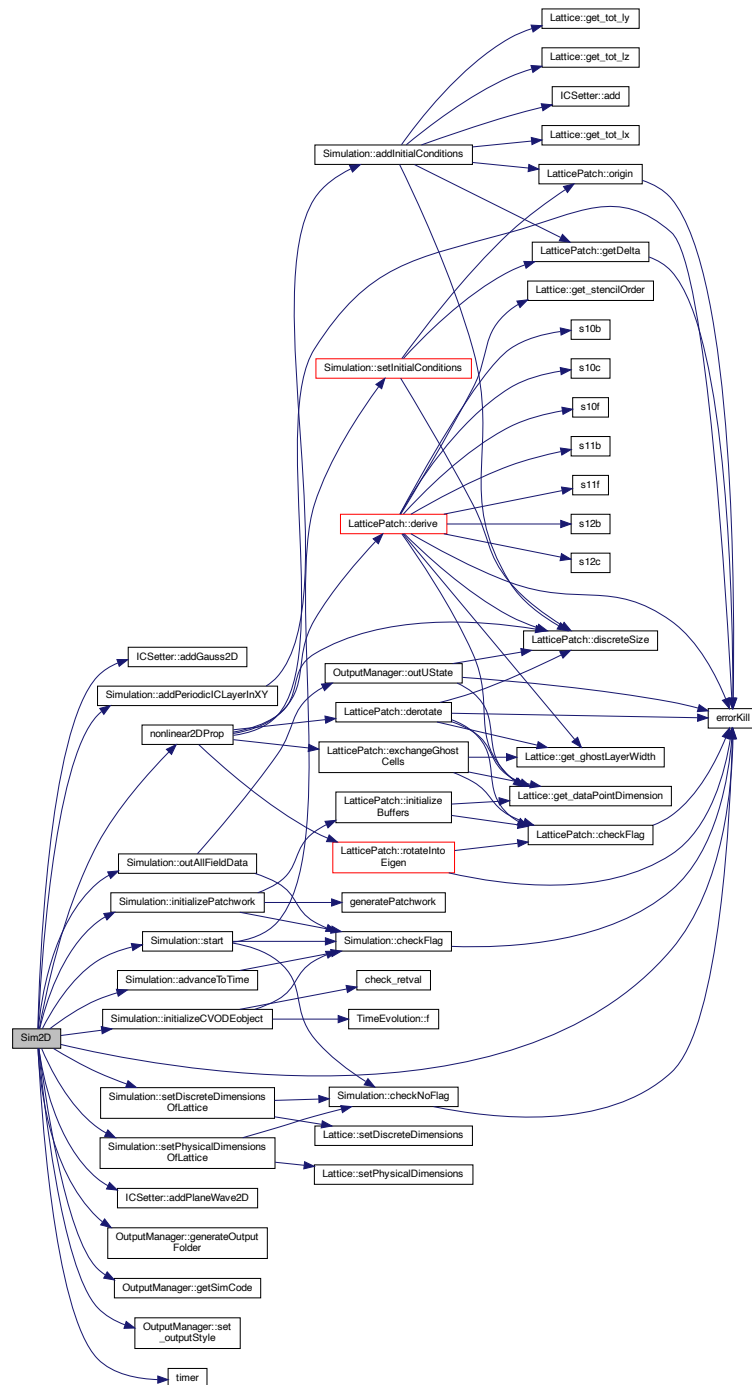 Lattice::get_tot_ly
Lattice::get_tot_lz
ICSetter::add
Lattice::get_tot_lx
Simulation::addInitialConditions
LatticePatch::origin
LatticePatch::getDelta
Lattice::get_stencilOrder
s10b
Simulation::setInitialConditions
s10c
s10f
s11b
s11f
LatticePatch::derive
s12b
s12c
LatticePatch::discreteSize
ICSetter::addGauss2D
OutputManager::outUState
Simulation::addPeriodicICLayerInXY
LatticePatch::derotate
errorKill
nonlinear2DProp
LatticePatch::exchangeGhost
Cells
Lattice::get_ghostLayerWidth
Lattice::get_dataPointDimension
LatticePatch::initialize
Buffers
LatticePatch::checkFlag
LatticePatch::rotateInto
Eigen
Simulation::outAllFieldData
Simulation::initializePatchwork
generatePatchwork
Simulation::start
Simulation::checkFlag
Simulation::advanceToTime
check_retval
Simulation::initializeCVODEobject
TimeEvolution::f
Sim2D
Simulation::setDiscreteDimensions
OfLattice
Simulation::checkNoFlag
Lattice::setDiscreteDimensions
Simulation::setPhysicalDimensions
OfLattice
Lattice::setPhysicalDimensions
ICSetter::addPlaneWave2D
OutputManager::generateOutput
Folder
OutputManager::getSimCode
OutputManager::set
_outputStyle
timer